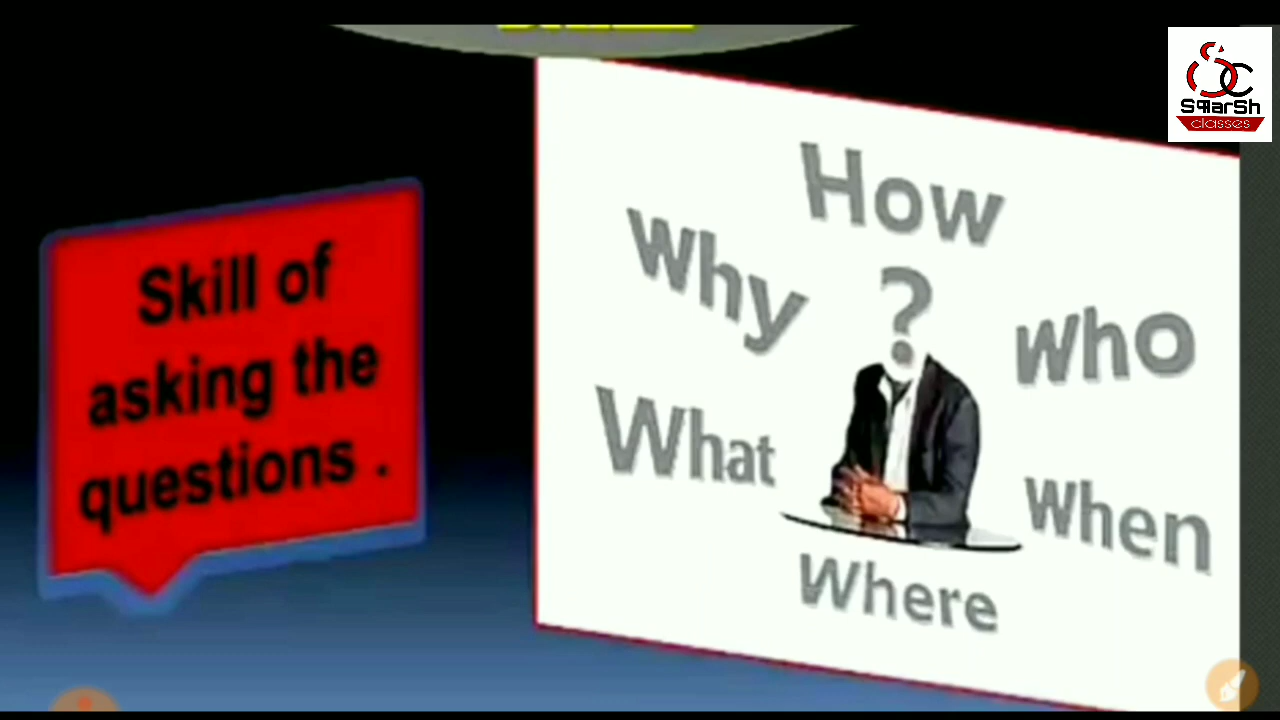 Skill of
asking the
questions .
How
Why
?
Who
What
When
Where
SparSh
classes